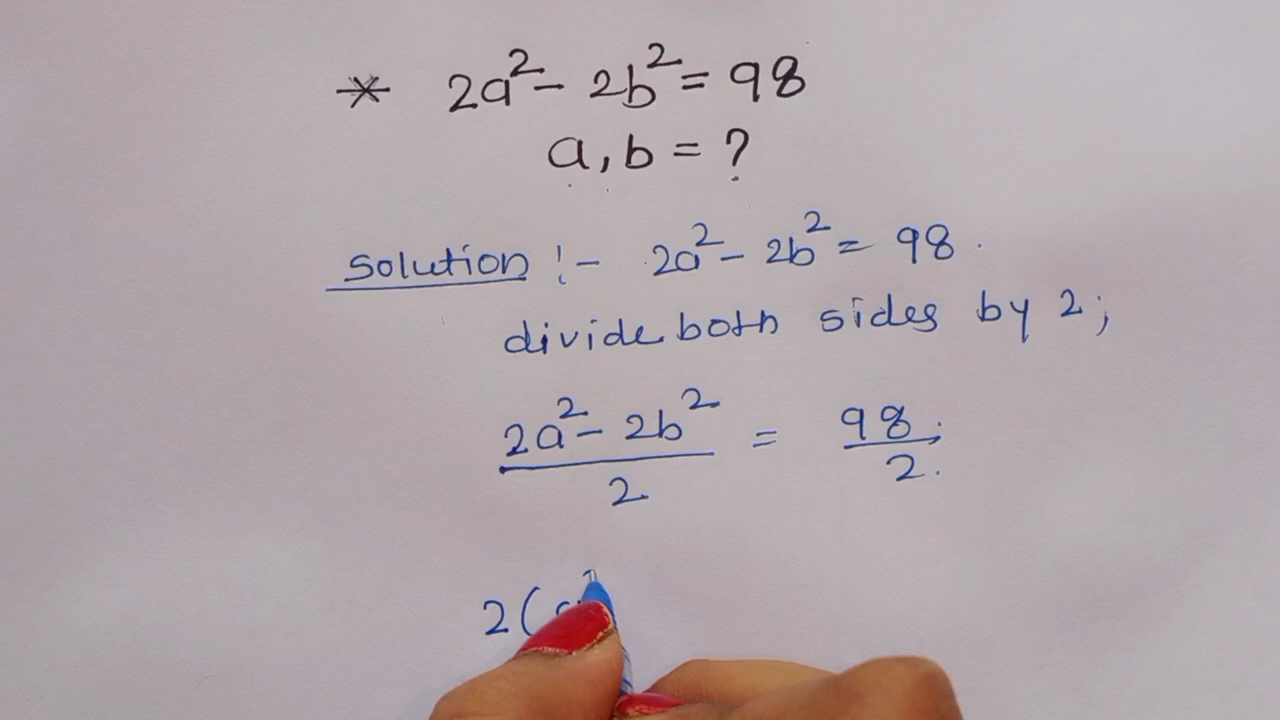 * 2a² - 2b² = 98
a, b = ?
Solution :- 2a² - 2b² = 98.
divide both sides by 2;
2a² - 2b² / 2 = 98 / 2.
2(